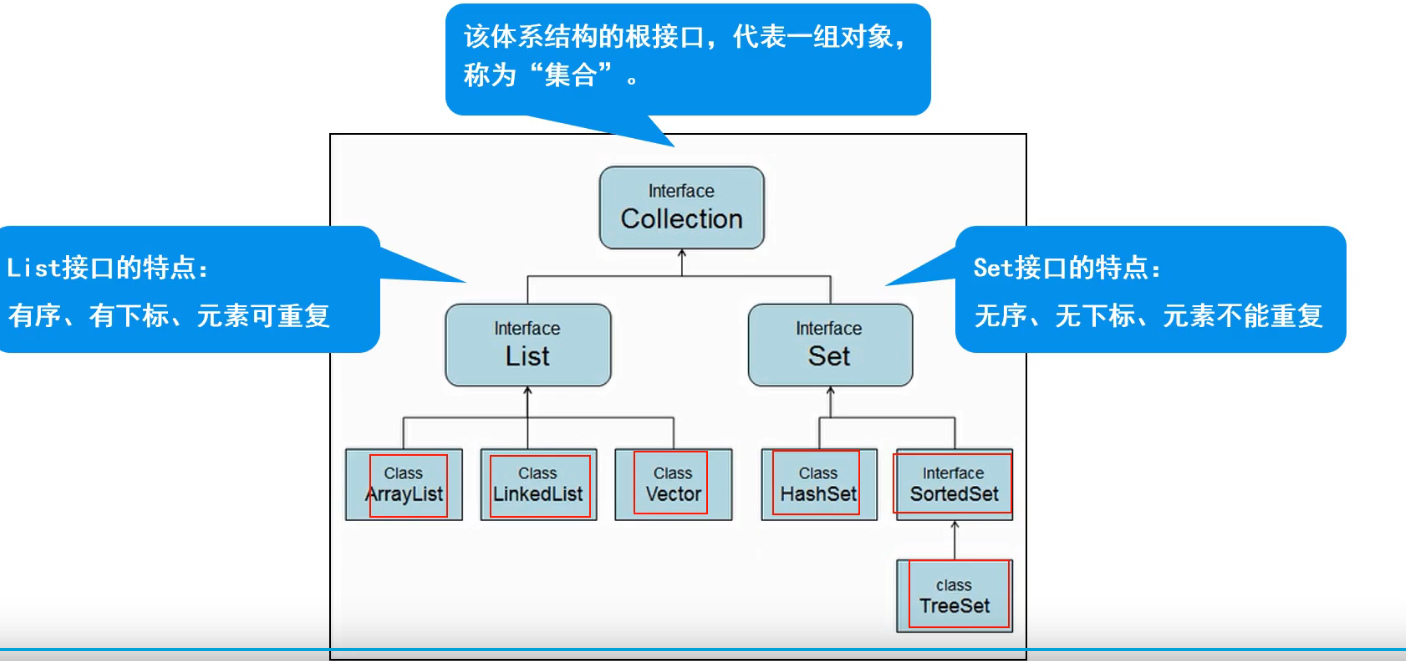 该体系结构的根接口，代表一组对象，
称为“集合”。
Interface
Collection
List接口的特点：
有序、有下标、元素可重复
Set接口的特点：
无序、无下标、元素不能重复
Interface
List
Interface
Set
Class
ArrayList
Class
LinkedList
Class
Vector
Class
HashSet
Interface
SortedSet
class
TreeSet